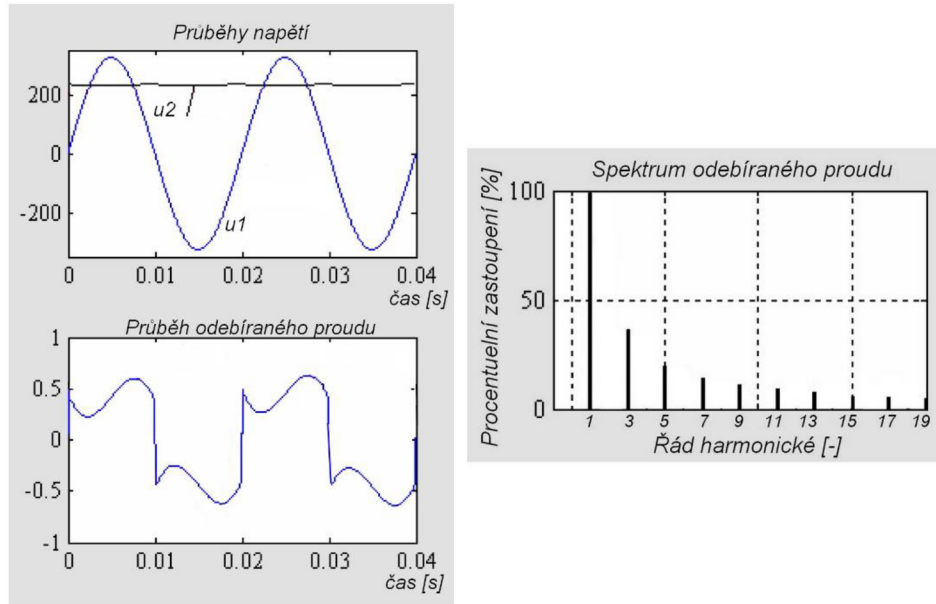 Průběhy napětí
200
0
-200
u2
u1
0 0.01 0.02 0.03 0.04
čas [s]
Průběh odebíraného proudu
1
0.5
0
-0.5
-1
0 0.01 0.02 0.03 0.04
čas [s]
Spektrum odebíraného proudu
Procentuelní zastoupení [%]
100
50
0
1 3 5 7 9 11 13 15 17 19
Řád harmonické [-]